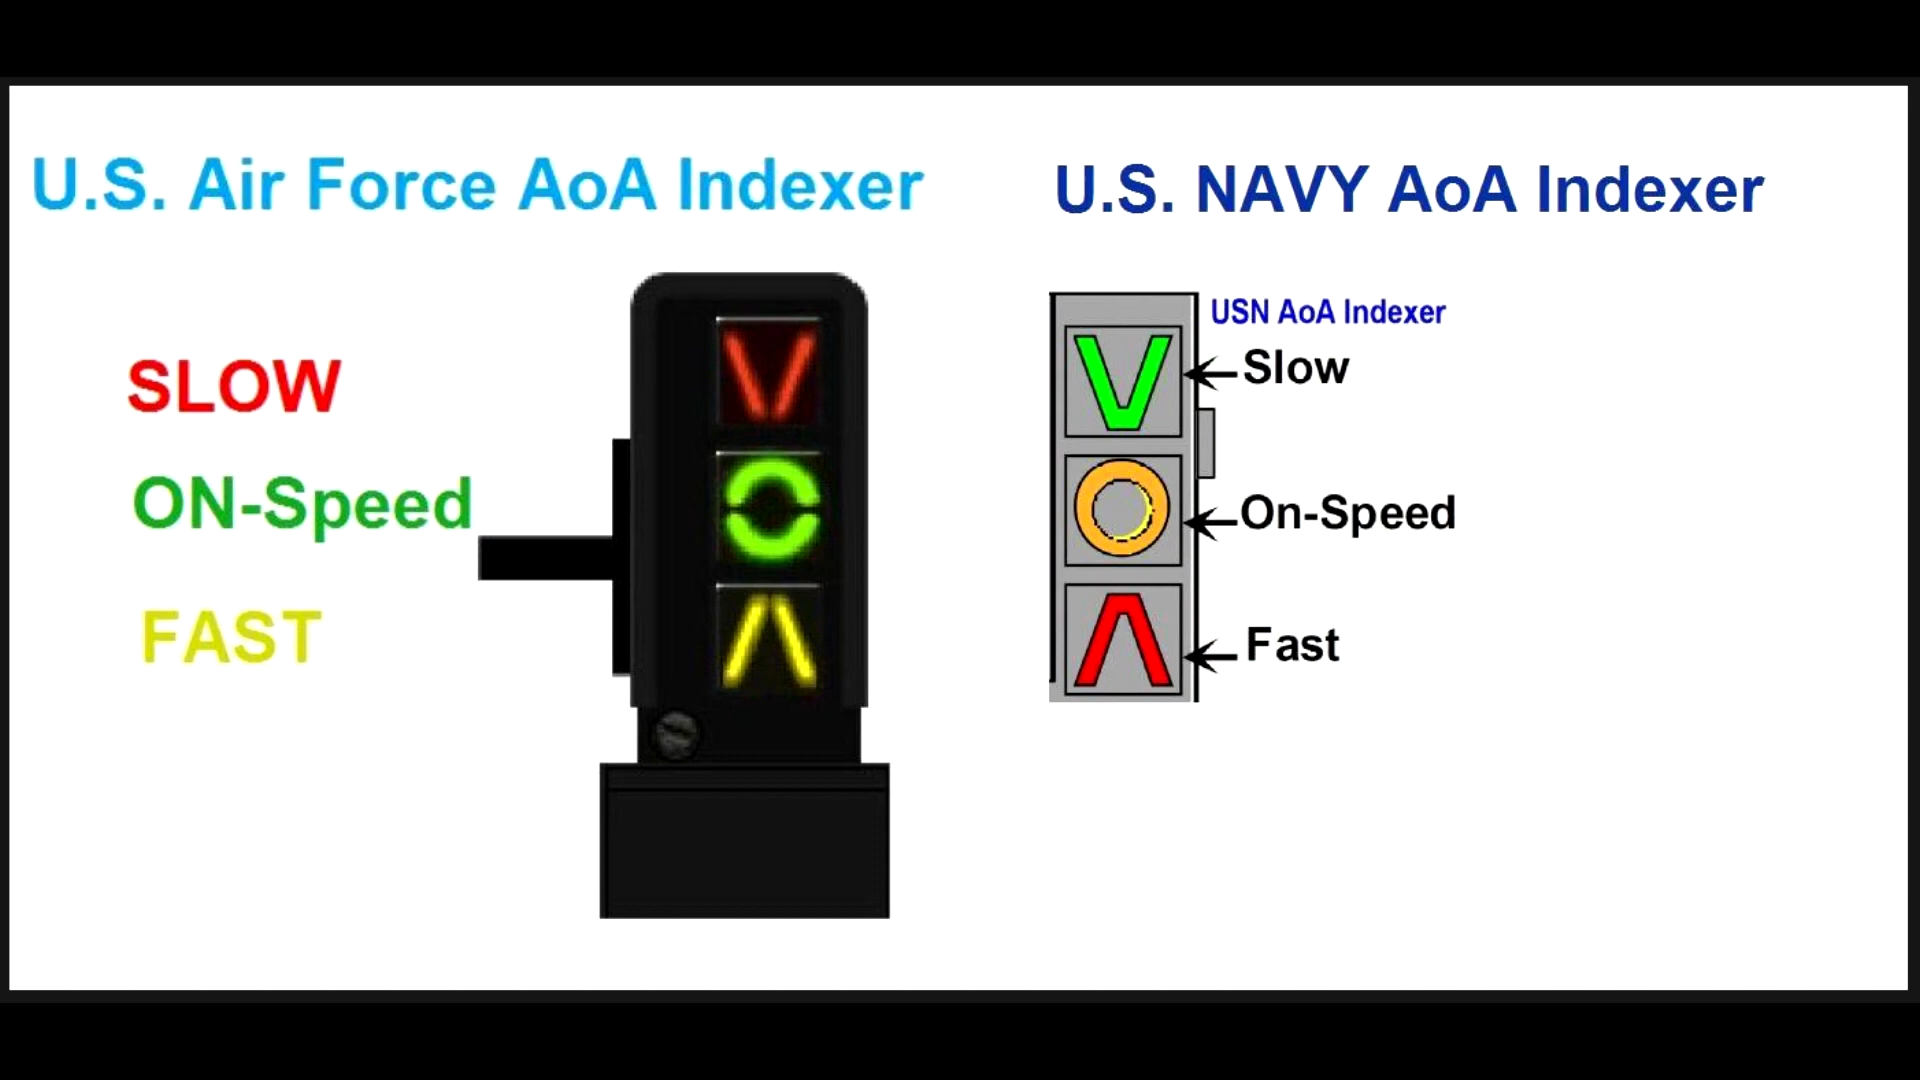 U.S. Air Force AoA Indexer
SLOW
ON-Speed
FAST
U.S. NAVY AoA Indexer
USN AoA Indexer
Slow
On-Speed
Fast